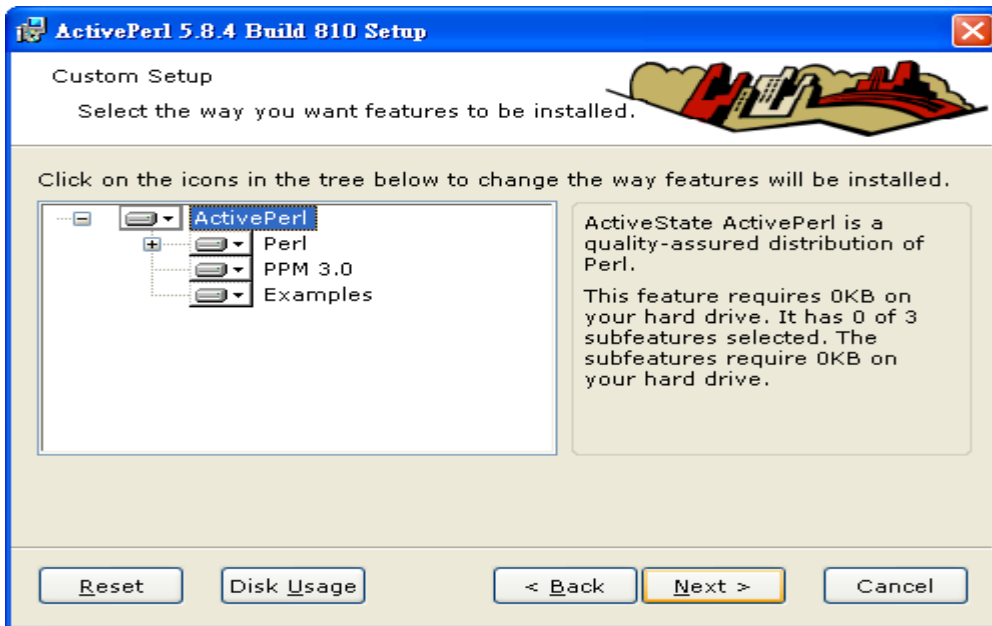 ActivePerl 5.8.4 Build 810 Setup
Custom Setup
Select the way you want features to be installed.
Click on the icons in the tree below to change the way features will be installed.
ActivePerl
Perl
PPM 3.0
Examples
ActiveState ActivePerl is a
quality-assured distribution of
Perl.
This feature requires 0KB on
your hard drive. It has 0 of 3
subfeatures selected. The
subfeatures require 0KB on
your hard drive.
Reset
Disk Usage
< Back
Next >
Cancel